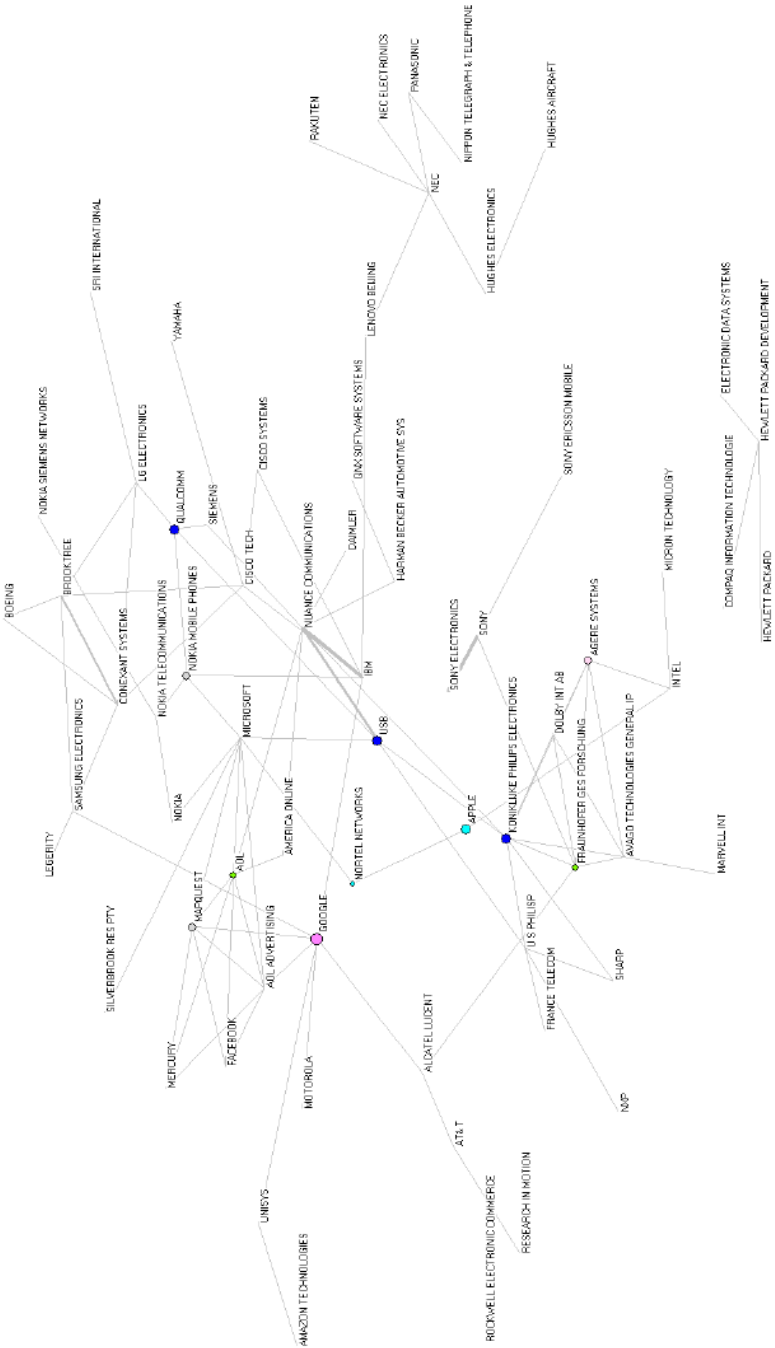 NIPPON TELEGRAPH & TELEPHONE
NEC ELECTRONICS
PANASONIC
RAKUTEN
HUGHES AIRCRAFT
NEC
SRI INTERNATIONAL
HUGHES ELECTRONICS
LENOVO BEIJING
YAMAHA
ELECTRONIC DATA SYSTEMS
HEWLETT PACKARD DEVELOPMENT
NOKIA SIEMENS NETWORKS
QNX SOFTWARE SYSTEMS
SONY ERICSSON MOBILE
LG ELECTRONICS
CISCO SYSTEMS
HARMAN BECKER AUTOMOTIVE SYS
COMPAQ INFORMATION TECHNOLOGIE
QUALCOMM
SIEMENS
MICRON TECHNOLOGY
DAIMLER
NUANCE COMMUNICATIONS
BROOKTREE
CISCO TECH
BOEING
HEWLETT PACKARD
NOKIA TELECOMMUNICATIONS
NOKIA MOBILE PHONES
CONEXANT SYSTEMS
AGERE SYSTEMS
SONY ELECTRONICS
SONY
IBM
INTEL
MICROSOFT
DOLBY INT AB
SAMSUNG ELECTRONICS
USB
KONINKLIJKE PHILIPS ELECTRONICS
AVAGO TECHNOLOGIES GENERAL IP
NOKIA
AMERICA ONLINE
NORTEL NETWORKS
APPLE
FRAUNHOFER GES FORSCHUNG
LEGERITY
AOL
MARVELL INT
MAPQUEST
GOOGLE
AOL ADVERTISING
U S PHILISP
SILVERBROOK RES PTY
FRANCE TELECOM
SHARP
FACEBOOK
MERCURY
MOTOROLA
ALCATEL LUCENT
NXP
AT& T
UNISYS
RESEARCH IN MOTION
ROCKWELL ELECTRONIC COMMERCE
AMAZON TECHNOLOGIES